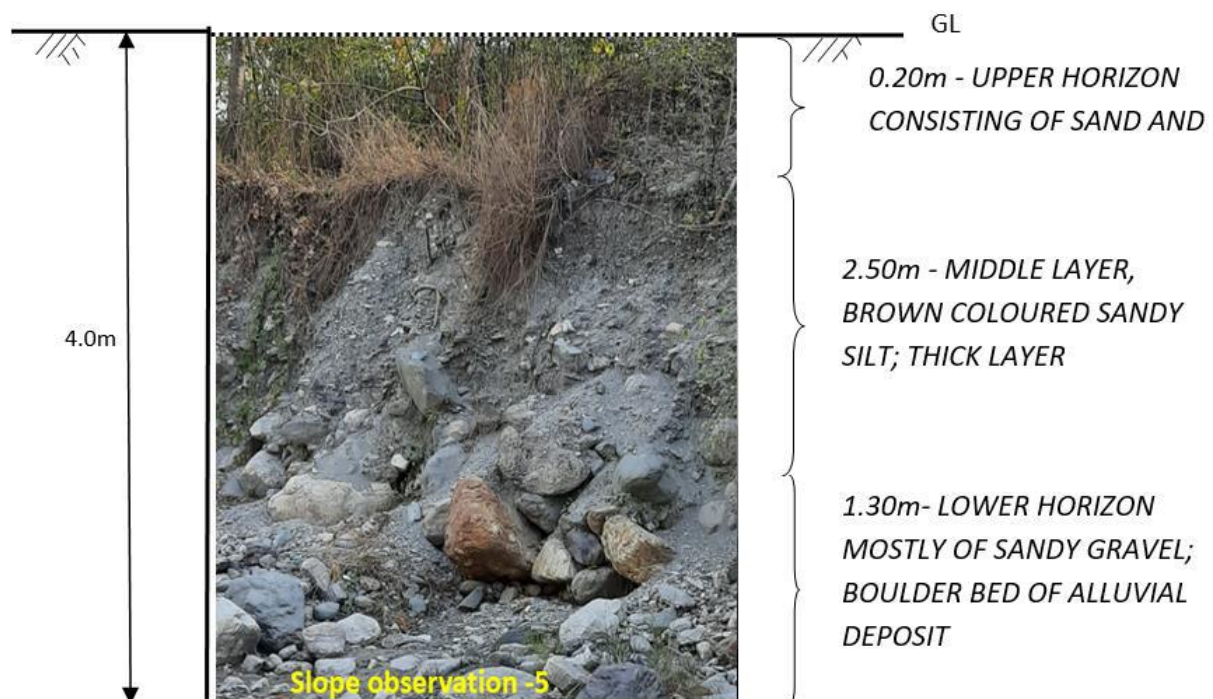 GL
0.20m - UPPER HORIZON
CONSISTING OF SAND AND
4.0m
2.50m - MIDDLE LAYER,
BROWN COLOURED SANDY
SILT; THICK LAYER
1.30m- LOWER HORIZON
MOSTLY OF SANDY GRAVEL;
BOULDER BED OF ALLUVIAL
DEPOSIT
Slope observation -5